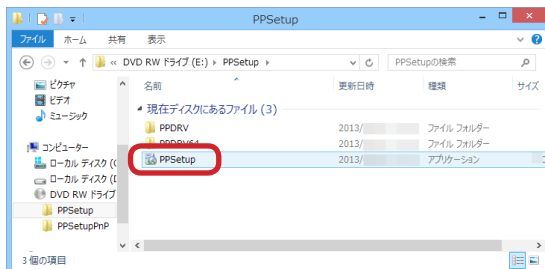 PPSetup
ファイル ホーム 共有 表示
« DVD RW ドライブ (E:) ▸ PPSetup ▸ PPSetupの検索
ピクチャ
ビデオ
ミュージック
コンピューター
ローカル ディスク (C
ローカル ディスク (D
DVD RW ドライブ
PPSetup
PPSetupPnP
名前 更新日時 種類 サイズ
現在ディスクにあるファイル (3)
PPDRV 2013/ ファイル フォルダー
PPDRV64 2013/ ファイル フォルダー
PPSetup 2013/ アプリケーション
3 個の項目